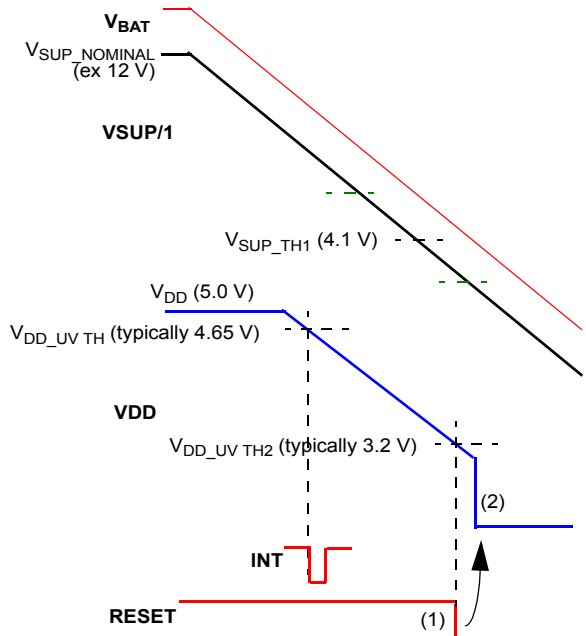 VBAT
VSUP_NOMINAL
(ex 12 V)
VSUP/1
VSUP_TH1 (4.1 V)
VDD (5.0 V)
VDD_UV TH (typically 4.65 V)
VDD
VDD_UV TH2 (typically 3.2 V)
(2)
INT
RESET
(1)